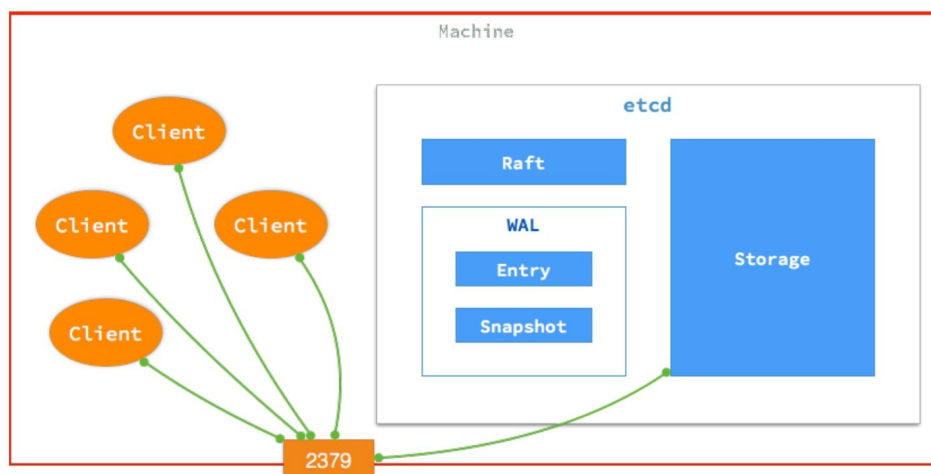 Machine
etcd
Client
Raft
Client
Client
WAL
Entry
Storage
Client
Snapshot
2379